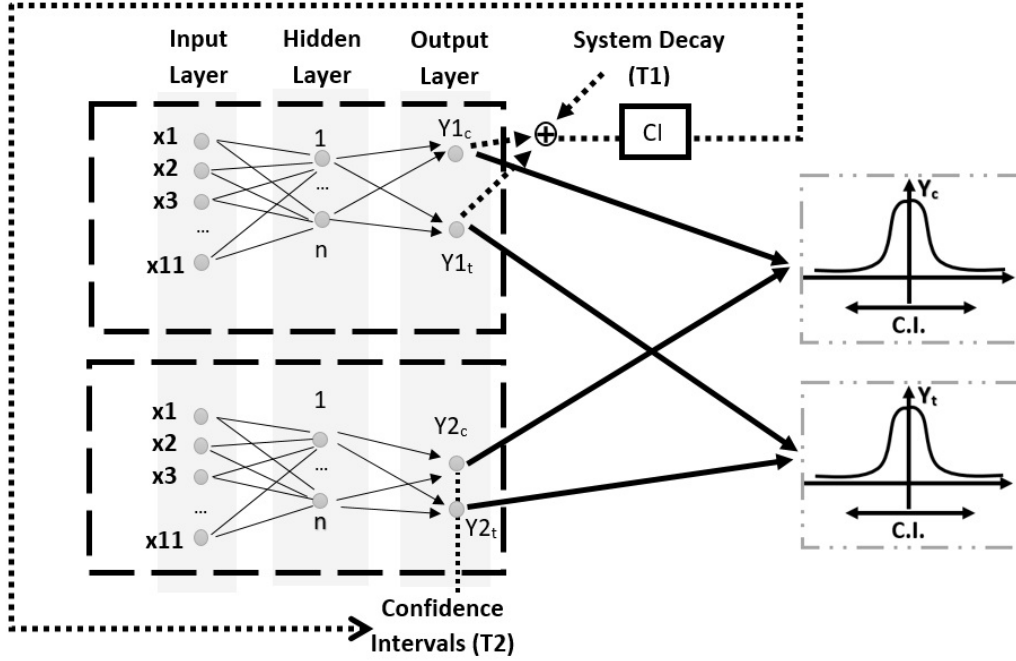 Input
Layer
Hidden
Layer
Output
Layer
System Decay
(T1)
x1
x2
x3
...
x11
1
...
n
Y1c
Y1t
CI
Yc
C.I.
x1
x2
x3
...
x11
1
...
n
Y2c
Y2t
Yt
C.I.
Confidence
Intervals (T2)